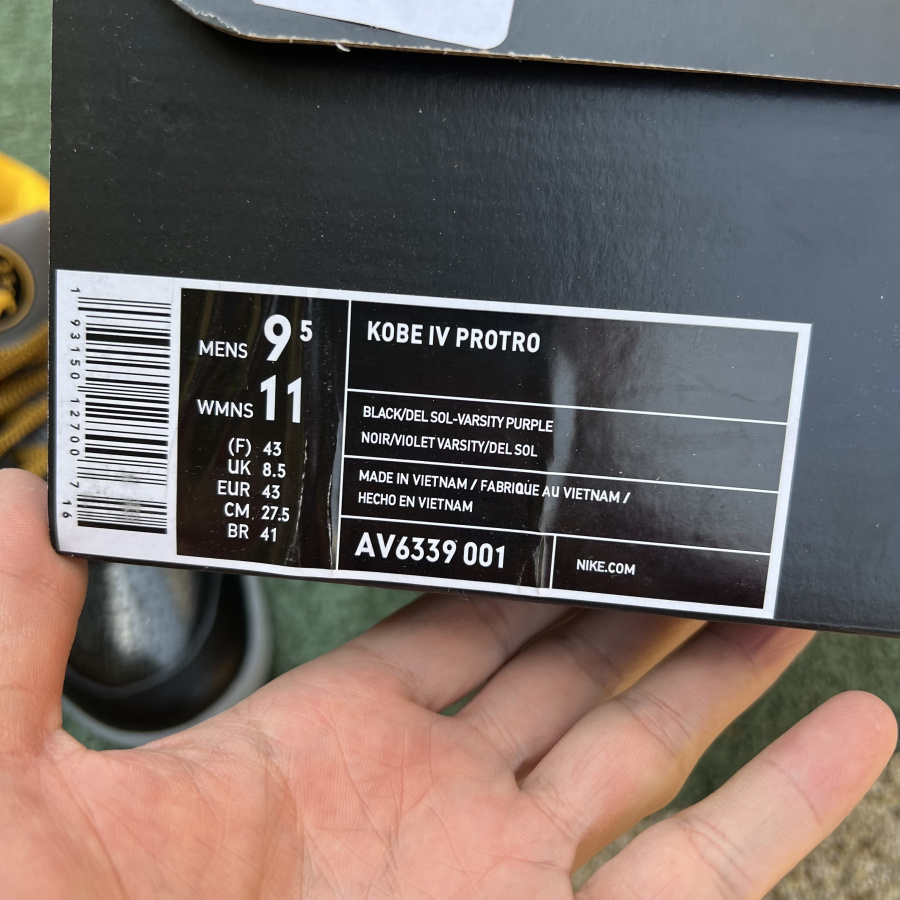 1 93150 12700 7
16
MENS 9 5
WMNS 11
(F) 43
UK 8.5
EUR 43
CM 27.5
BR 41
KOBE IV PROTRO
BLACK/DEL SOL-VARSITY PURPLE
NOIR/VIOLET VARSITY/DEL SOL
MADE IN VIETNAM / FABRIQUE AU VIETNAM /
HECHO EN VIETNAM
AV6339 001
NIKE.COM